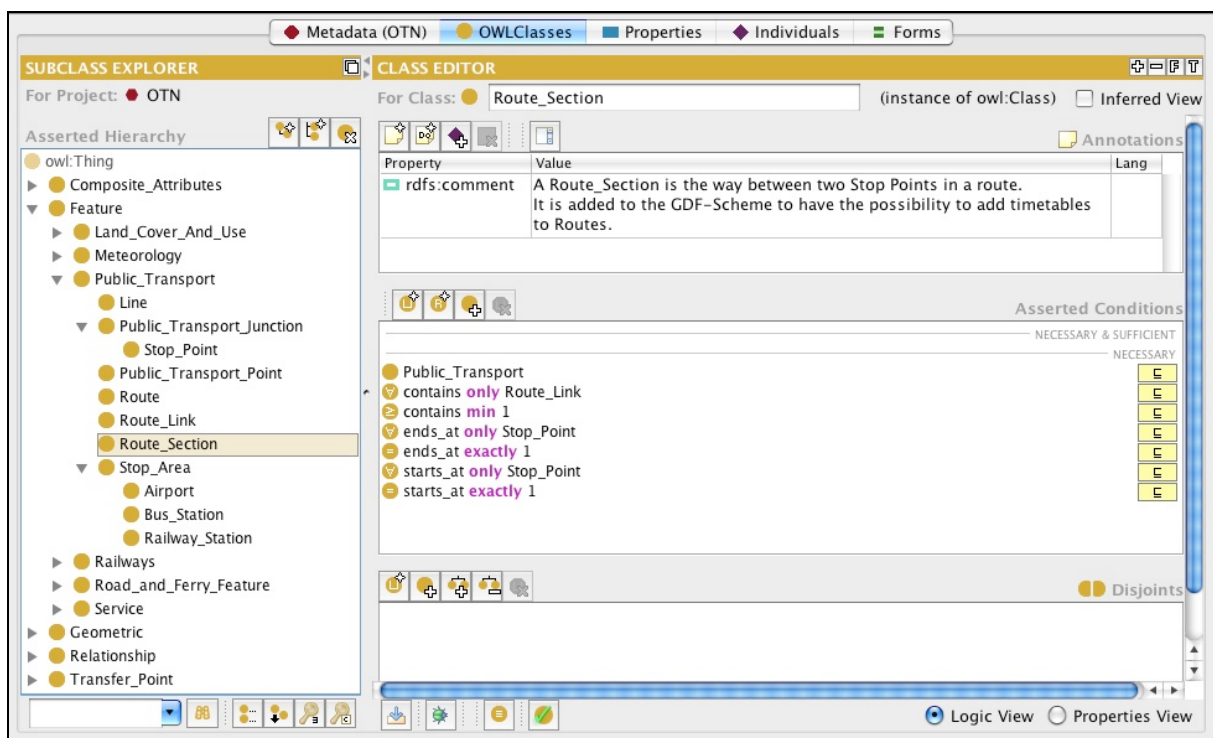 Metadata (OTN) OWLClasses Properties Individuals Forms
SUBCLASS EXPLORER
For Project: OTN
Asserted Hierarchy
owl:Thing
Composite_Attributes
Feature
Land_Cover_And_Use
Meteorology
Public_Transport
Line
Public_Transport_Junction
Stop_Point
Public_Transport_Point
Route
Route_Link
Route_Section
Stop_Area
Airport
Bus_Station
Railway_Station
Railways
Road_and_Ferry_Feature
Service
Geometric
Relationship
Transfer_Point
CLASS EDITOR
For Class: Route_Section (instance of owl:Class) Inferred View
Annotations
Property Value Lang
rdfs:comment A Route_Section is the way between two Stop Points in a route.
It is added to the GDF-Scheme to have the possibility to add timetables
to Routes.
Asserted Conditions
NECESSARY & SUFFICIENT
NECESSARY
Public_Transport
contains only Route_Link
contains min 1
ends_at only Stop_Point
ends_at exactly 1
starts_at only Stop_Point
starts_at exactly 1
Disjoints
Logic View Properties View